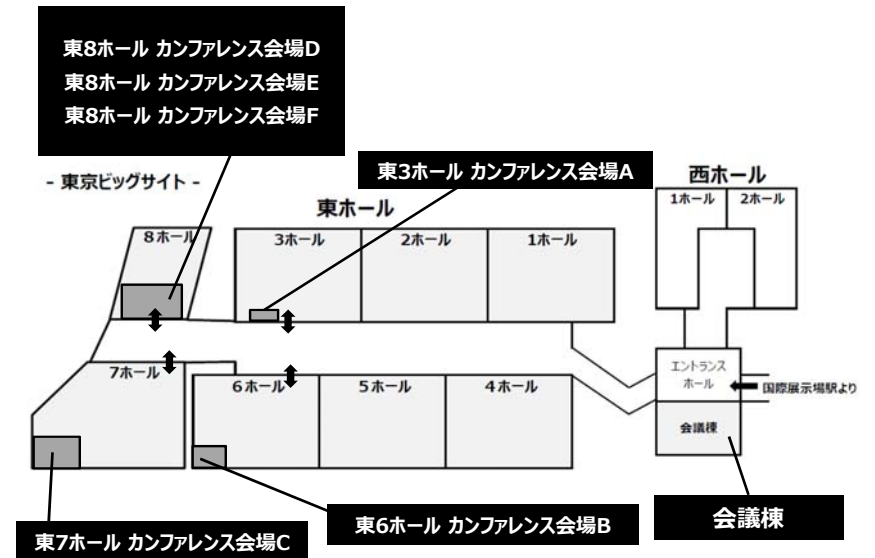 東8ホール カンファレンス会場D
東8ホール カンファレンス会場E
東8ホール カンファレンス会場F
- 東京ビッグサイト -
東3ホール カンファレンス会場A
西ホール
1ホール
2ホール
東ホール
8ホール
3ホール
2ホール
1ホール
エントランス
ホール
国際展示場駅より
7ホール
6ホール
5ホール
4ホール
会議棟
東7ホール カンファレンス会場C
東6ホール カンファレンス会場B
会議棟